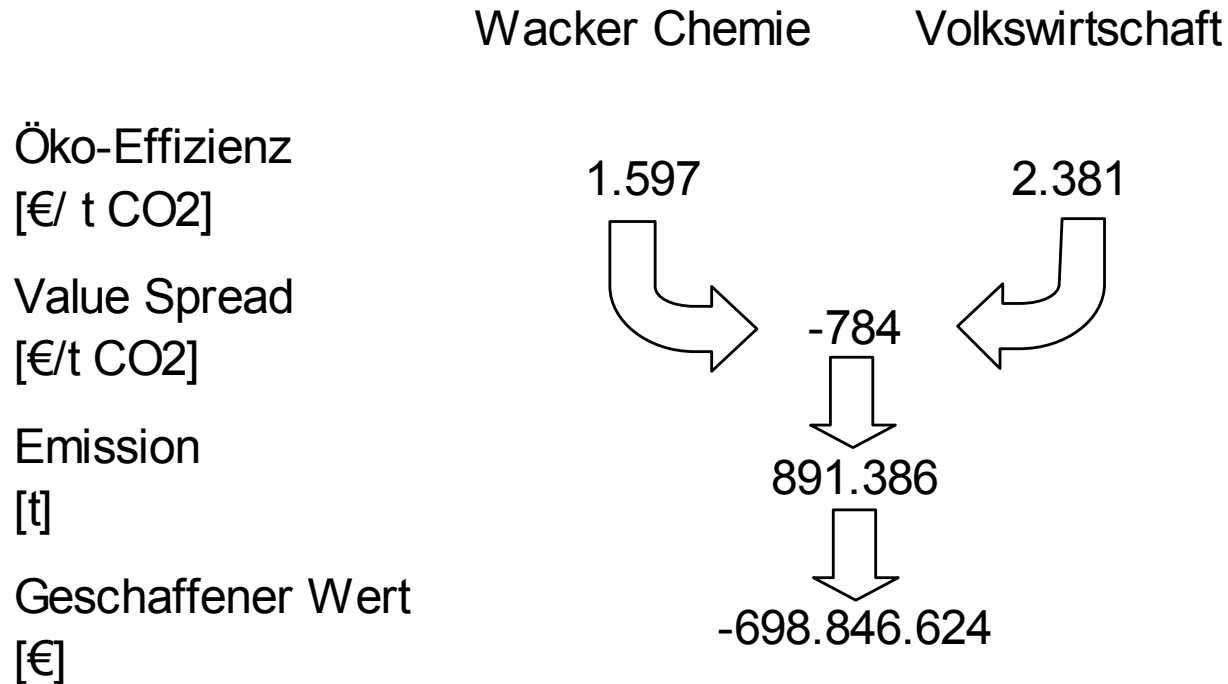 Wacker Chemie Volkswirtschaft
Öko-Effizienz
[€/ t CO2]
1.597 2.381
Value Spread
[€/t CO2]
-784
Emission
[t]
891.386
Geschaffener Wert
[€]
-698.846.624